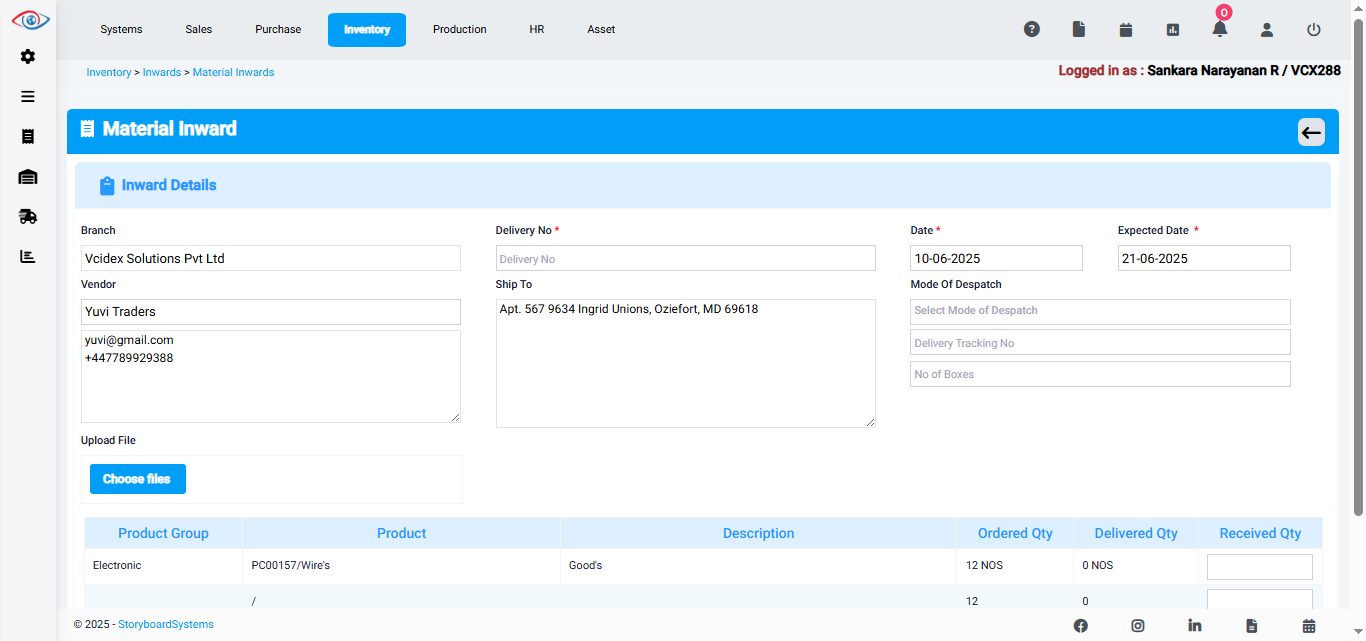 Systems Sales Purchase Inventory Production HR Asset 0
Inventory > Inwards > Material Inwards
Logged in as : Sankara Narayanan R / VCX288
Material Inward
Inward Details
Branch
Vcidex Solutions Pvt Ltd
Vendor
Yuvi Traders
yuvi@gmail.com
+447789929388
Upload File
Choose files
Delivery No *
Delivery No
Ship To
Apt. 567 9634 Ingrid Unions, Oziefort, MD 69618
Date *
10-06-2025
Expected Date *
21-06-2025
Mode Of Despatch
Select Mode of Despatch
Delivery Tracking No
No of Boxes
Product Group Product Description Ordered Qty Delivered Qty Received Qty
Electronic PC00157/Wire's Good's 12 NOS 0 NOS
/ 12 0
© 2025 - StoryboardSystems